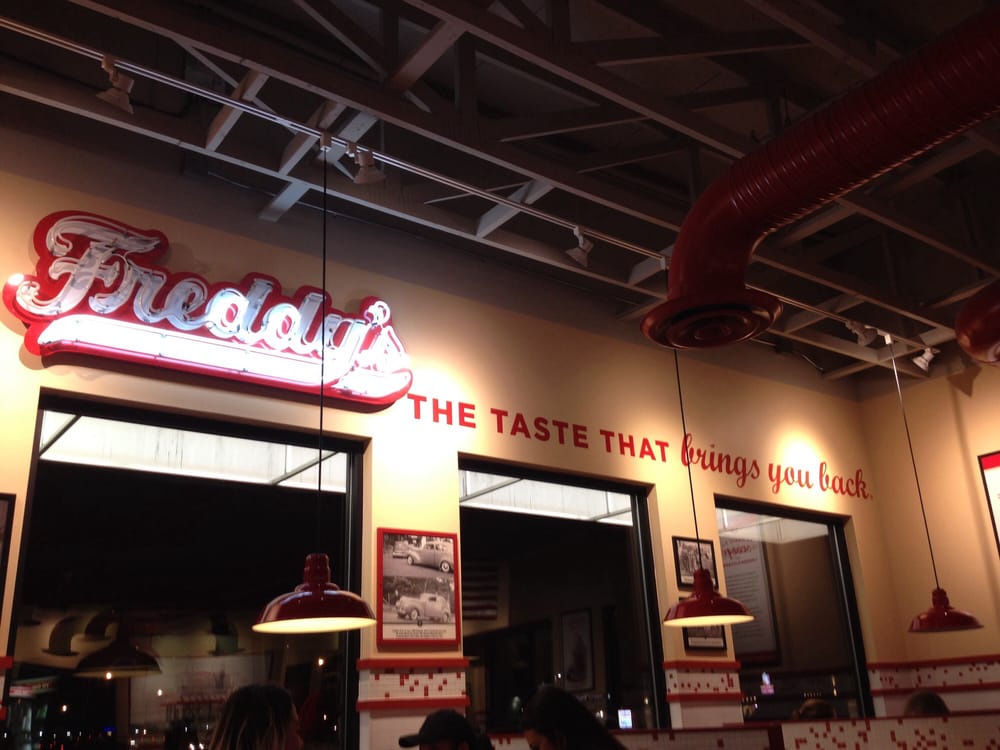 Freddy's
THE TASTE THAT brings you back.